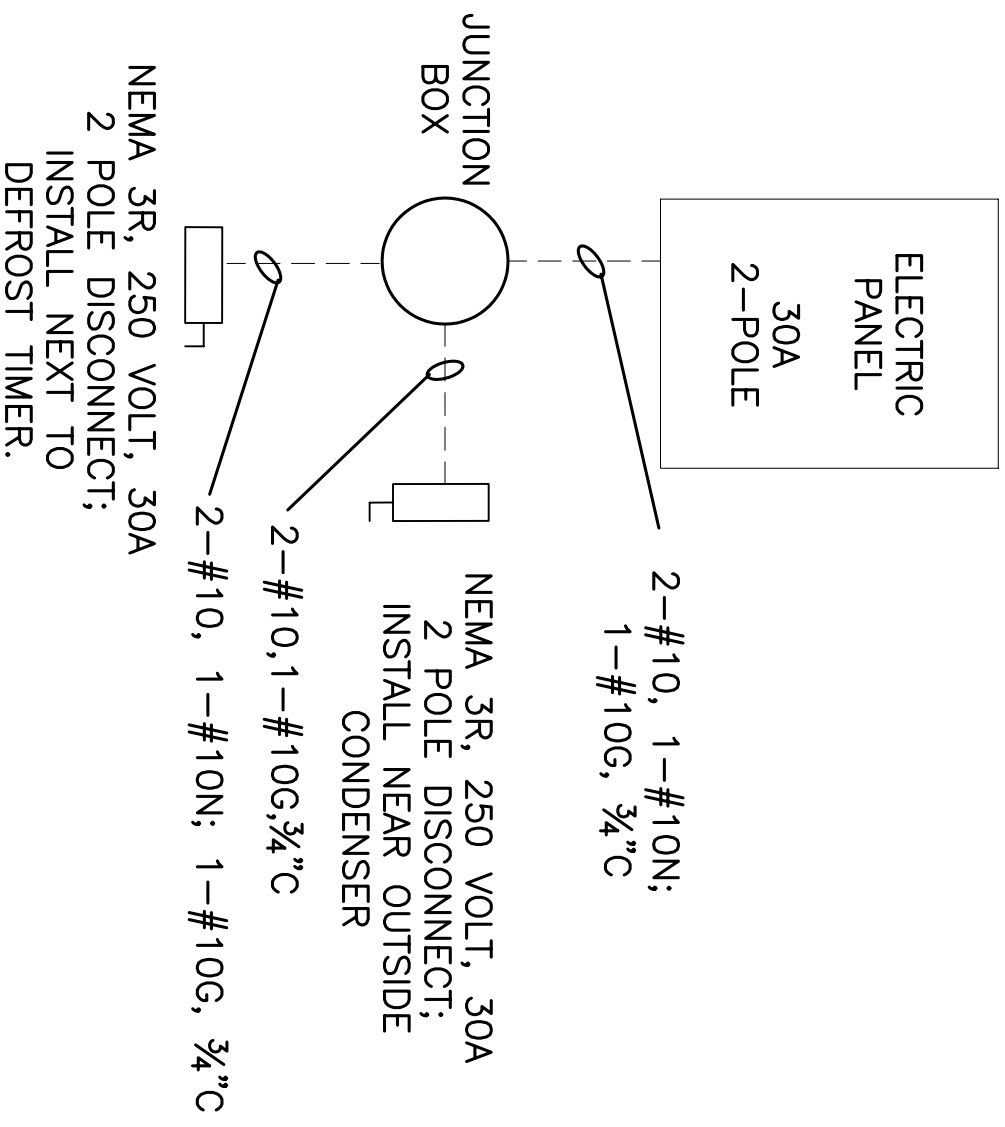 ELECTRIC
PANEL
30A
2-POLE
2-#10, 1-#10N;
1-#10G, ¾"C
JUNCTION
BOX
NEMA 3R, 250 VOLT, 30A
2 POLE DISCONNECT;
INSTALL NEAR OUTSIDE
CONDENSER
2-#10,1-#10G,¾"C
2-#10, 1-#10N; 1-#10G, ¾"C
NEMA 3R, 250 VOLT, 30A
2 POLE DISCONNECT;
INSTALL NEXT TO
DEFROST TIMER.